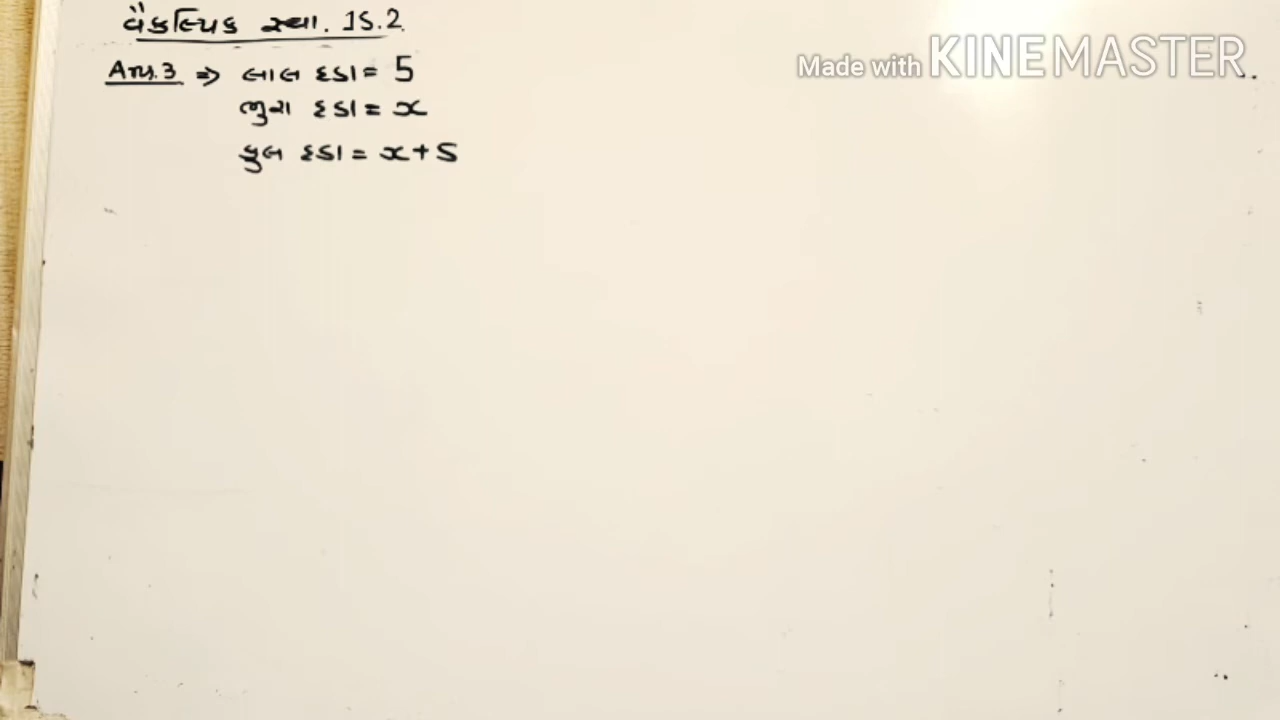 વૈકલ્પિક સ્વા. 15.2
Made with KINEMASTER
Ans.3 ⇒ લાલ દડા = 5
ભુરા દડા = x
કુલ દડા = x + 5